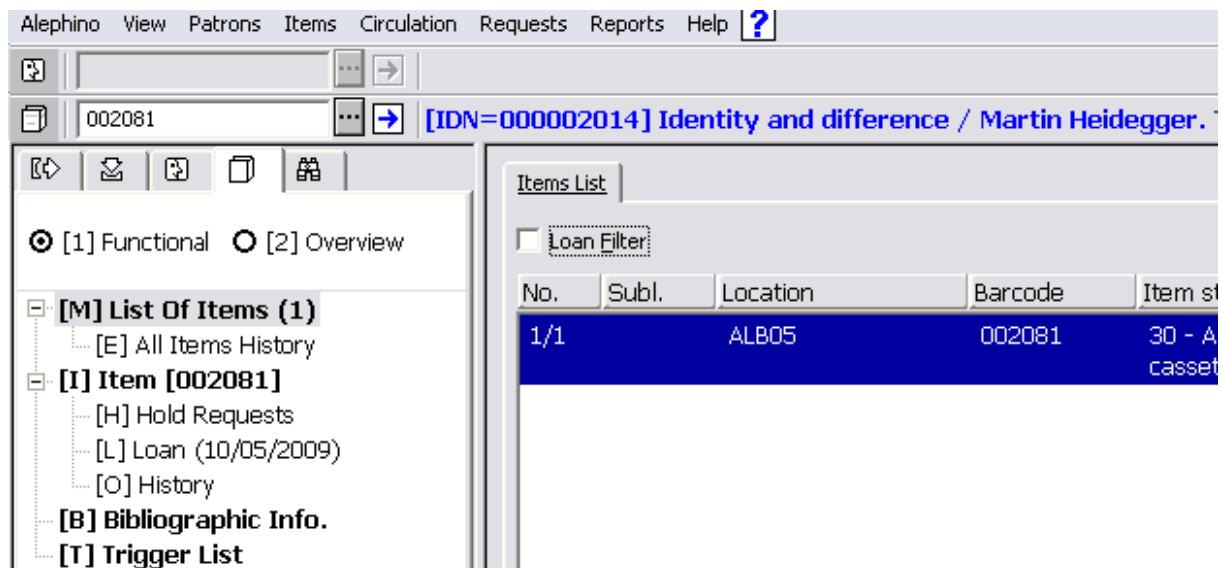 Alephino View Patrons Items Circulation Requests Reports Help ?
...
002081 ... [IDN=000002014] Identity and difference / Martin Heidegger.
[1] Functional [2] Overview
[M] List Of Items (1)
[E] All Items History
[I] Item [002081]
[H] Hold Requests
[L] Loan (10/05/2009)
[O] History
[B] Bibliographic Info.
[T] Trigger List
Items List
Loan Filter
No. Subl. Location Barcode Item st
1/1 ALB05 002081 30 - A
casset